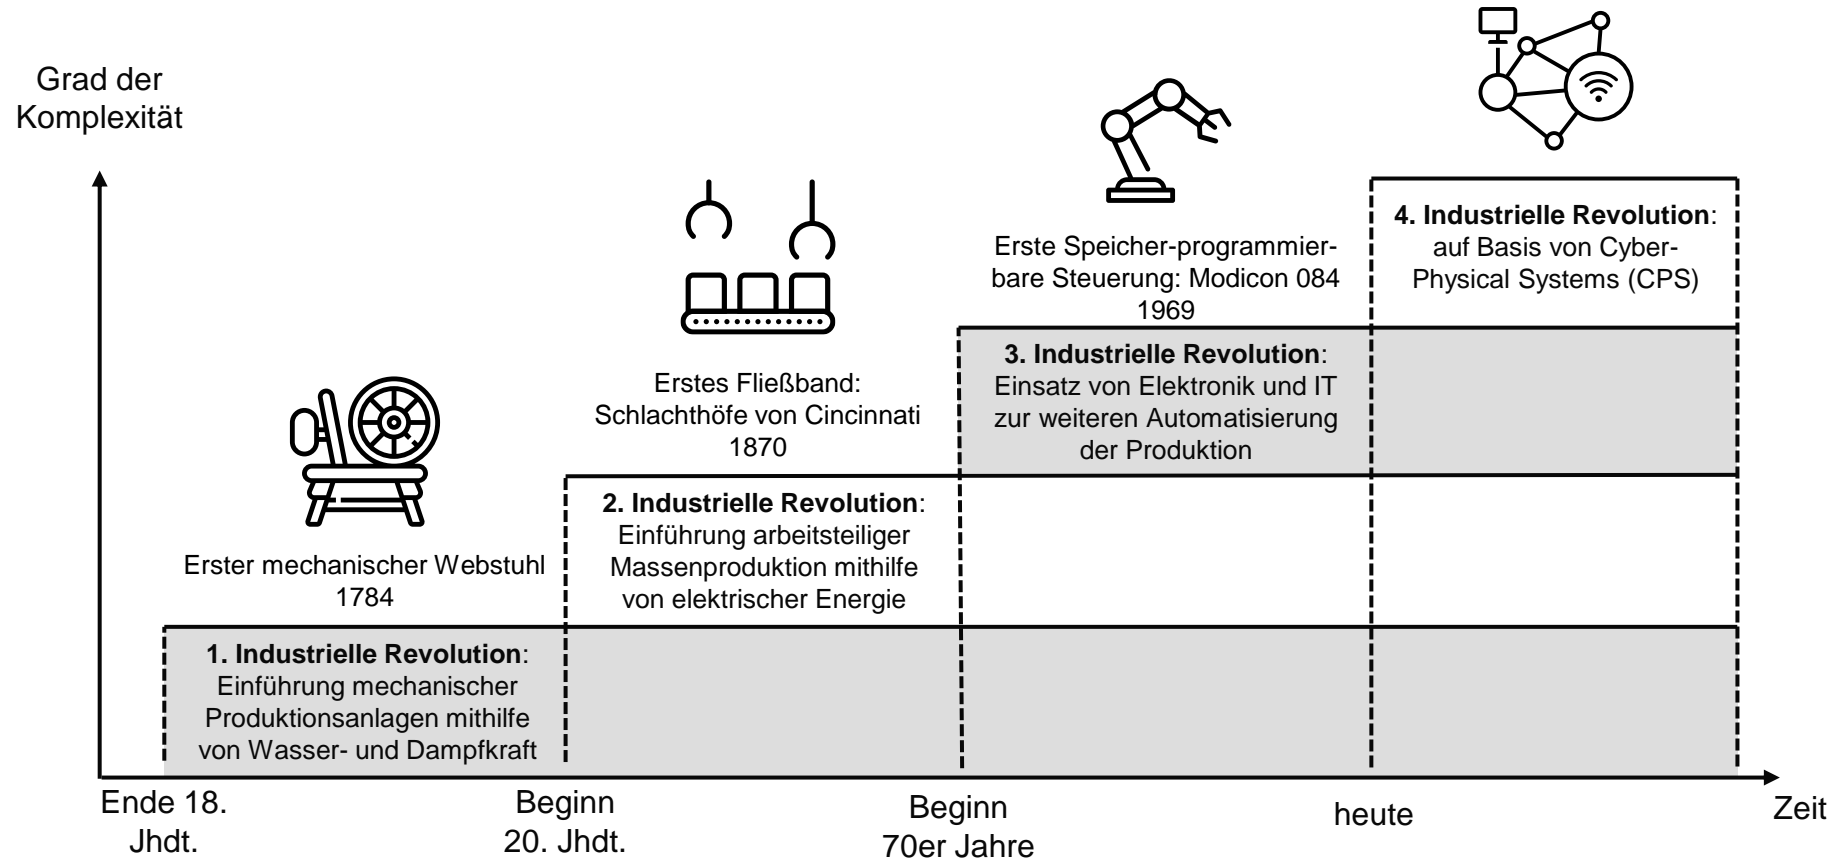 Grad der
Komplexität
4. Industrielle Revolution:
auf Basis von Cyber-
Physical Systems (CPS)
Erste Speicher-programmier-
bare Steuerung: Modicon 084
1969
3. Industrielle Revolution:
Einsatz von Elektronik und IT
zur weiteren Automatisierung
der Produktion
Erstes Fließband:
Schlachthöfe von Cincinnati
1870
2. Industrielle Revolution:
Einführung arbeitsteiliger
Massenproduktion mithilfe
von elektrischer Energie
Erster mechanischer Webstuhl
1784
1. Industrielle Revolution:
Einführung mechanischer
Produktionsanlagen mithilfe
von Wasser- und Dampfkraft
Ende 18.
Jhdt.
Beginn
20. Jhdt.
Beginn
70er Jahre
heute
Zeit